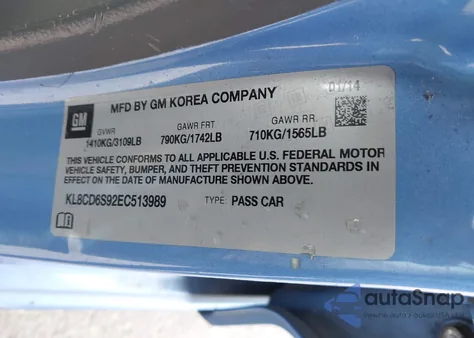 MFD BY GM KOREA COMPANY
01/14
GM
GVWR GAWR FRT GAWR RR.
1410KG/3109LB 790KG/1742LB 710KG/1565LB
THIS VEHICLE CONFORMS TO ALL APPLICABLE U.S. FEDERAL MOTOR
VEHICLE SAFETY, BUMPER, AND THEFT PREVENTION STANDARDS IN
EFFECT ON THE DATE OF MANUFACTURE SHOWN ABOVE.
KL8CD6S92EC513989 TYPE: PASS CAR
autoSnap